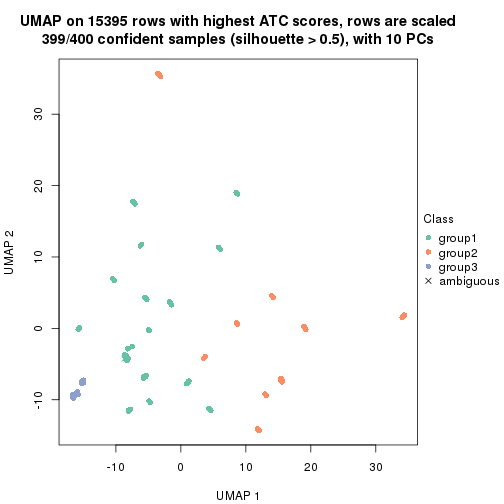 UMAP on 15395 rows with highest ATC scores, rows are scaled
399/400 confident samples (silhouette > 0.5), with 10 PCs
UMAP 2
30
20
10
0
-10
-10
0
10
20
30
UMAP 1
Class
group1
group2
group3
ambiguous